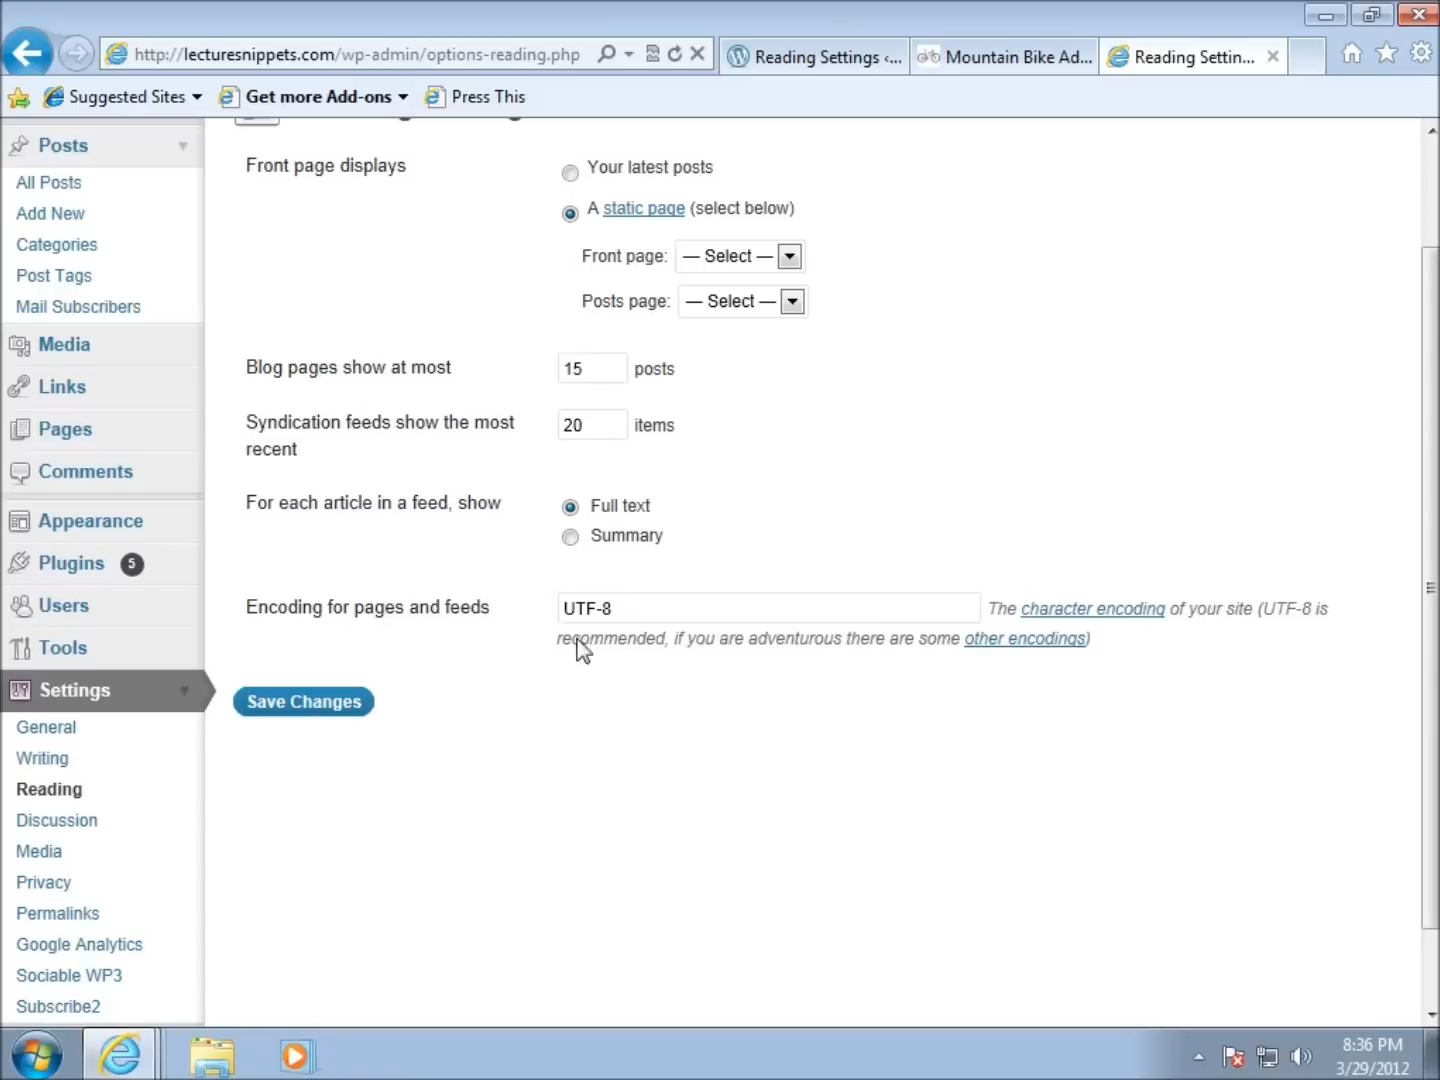 http://lecturesnippets.com/wp-admin/options-reading.php
Reading Settings ‹...
Mountain Bike Ad...
Reading Settin...
Suggested Sites
Get more Add-ons
Press This
Posts
All Posts
Add New
Categories
Post Tags
Mail Subscribers
Media
Links
Pages
Comments
Appearance
Plugins 5
Users
Tools
Settings
General
Writing
Reading
Discussion
Media
Privacy
Permalinks
Google Analytics
Sociable WP3
Subscribe2
Front page displays
Your latest posts
A static page (select below)
Front page: — Select —
Posts page: — Select —
Blog pages show at most 15 posts
Syndication feeds show the most 20 items
recent
For each article in a feed, show
Full text
Summary
Encoding for pages and feeds UTF-8 The character encoding of your site (UTF-8 is
recommended, if you are adventurous there are some other encodings)
Save Changes
8:36 PM
3/29/2012